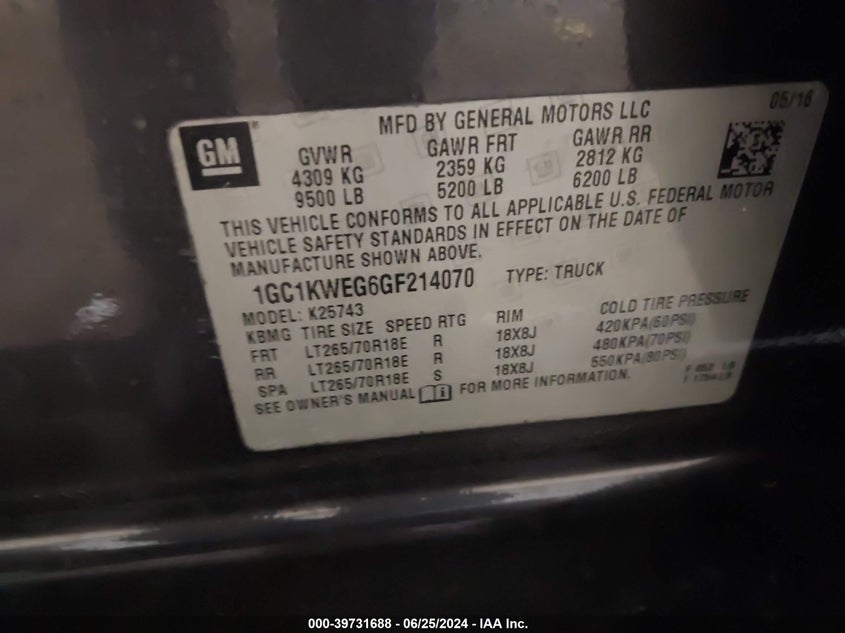 05/16
GM
MFD BY GENERAL MOTORS LLC
GVWR GAWR FRT GAWR RR
4309 KG 2359 KG 2812 KG
9500 LB 5200 LB 6200 LB
THIS VEHICLE CONFORMS TO ALL APPLICABLE U.S. FEDERAL MOTOR
VEHICLE SAFETY STANDARDS IN EFFECT ON THE DATE OF
MANUFACTURE SHOWN ABOVE.
1GC1KWEG6GF214070 TYPE: TRUCK
MODEL: K25743
KBMG TIRE SIZE SPEED RTG RIM COLD TIRE PRESSURE
FRT LT265/70R18E R 18X8J 420KPA(60PSI)
RR LT265/70R18E R 18X8J 480KPA(70PSI)
SPA LT265/70R18E S 18X8J 550KPA(80PSI)
SEE OWNER'S MANUAL FOR MORE INFORMATION.
000-39731688 - 06/25/2024 - IAA Inc.